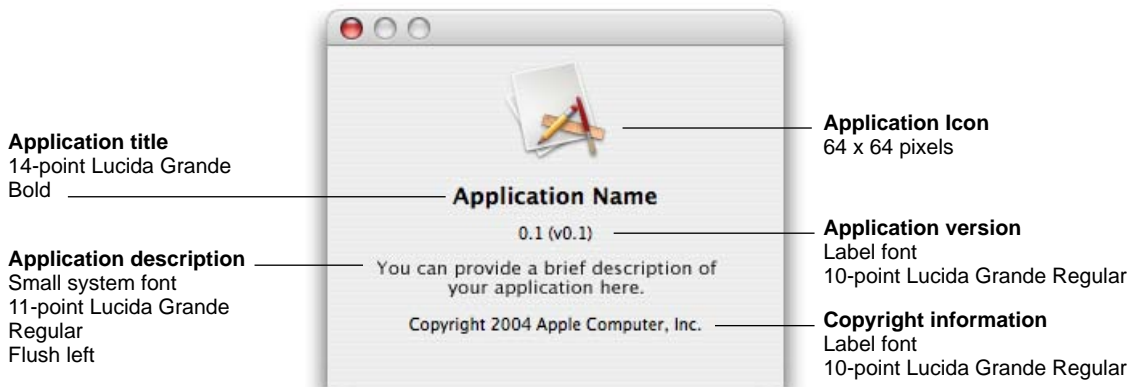 Application title
14-point Lucida Grande
Bold
Application description
Small system font
11-point Lucida Grande
Regular
Flush left
Application Name
0.1 (v0.1)
You can provide a brief description of
your application here.
Copyright 2004 Apple Computer, Inc.
Application Icon
64 x 64 pixels
Application version
Label font
10-point Lucida Grande Regular
Copyright information
Label font
10-point Lucida Grande Regular